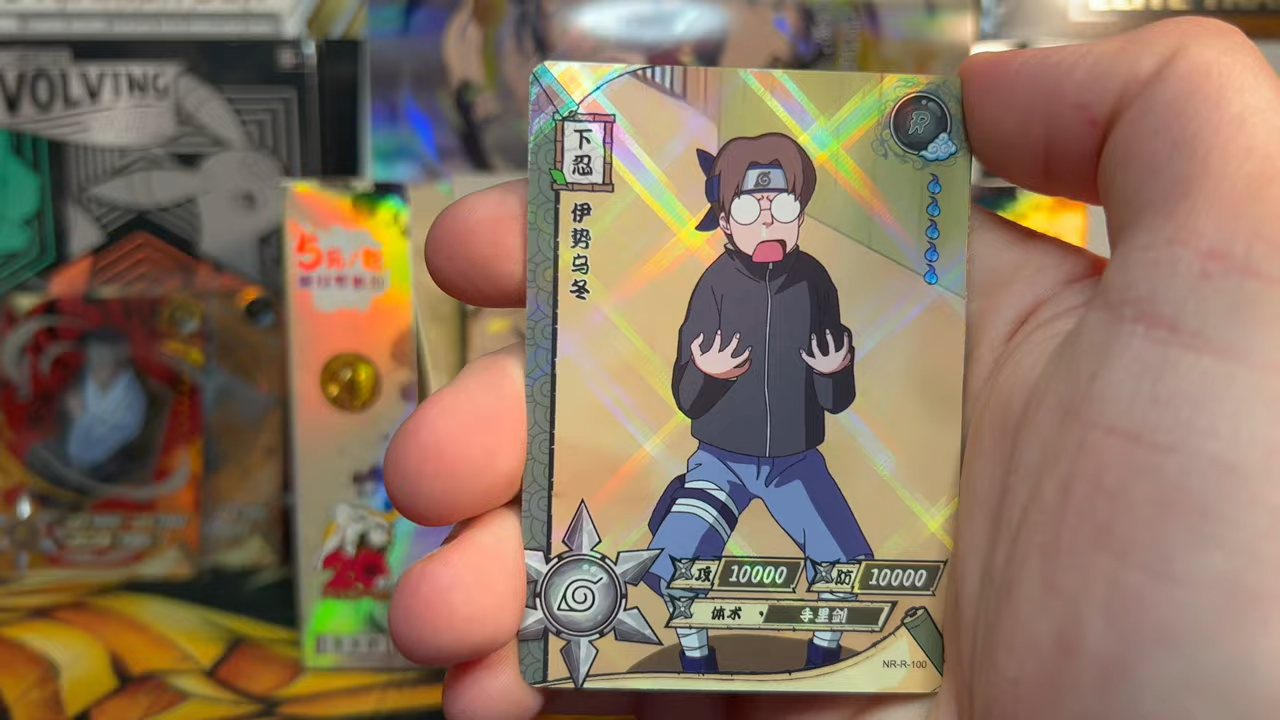 VOLVING
5元/包
R
下忍
伊势乌冬
攻 10000
防 10000
体术・手里剑
NR-R-100